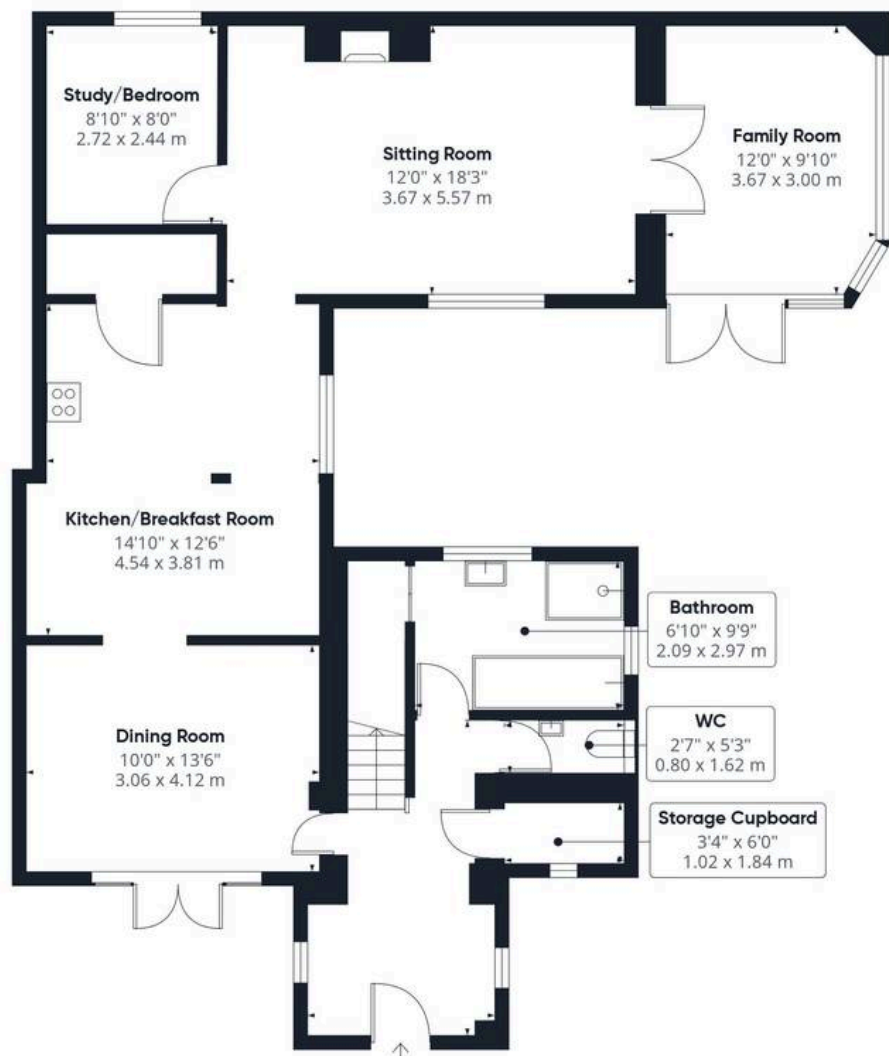 Study/Bedroom
8'10" x 8'0"
2.72 x 2.44 m
Sitting Room
12'0" x 18'3"
3.67 x 5.57 m
Family Room
12'0" x 9'10"
3.67 x 3.00 m
Kitchen/Breakfast Room
14'10" x 12'6"
4.54 x 3.81 m
Bathroom
6'10" x 9'9"
2.09 x 2.97 m
WC
2'7" x 5'3"
0.80 x 1.62 m
Dining Room
10'0" x 13'6"
3.06 x 4.12 m
Storage Cupboard
3'4" x 6'0"
1.02 x 1.84 m